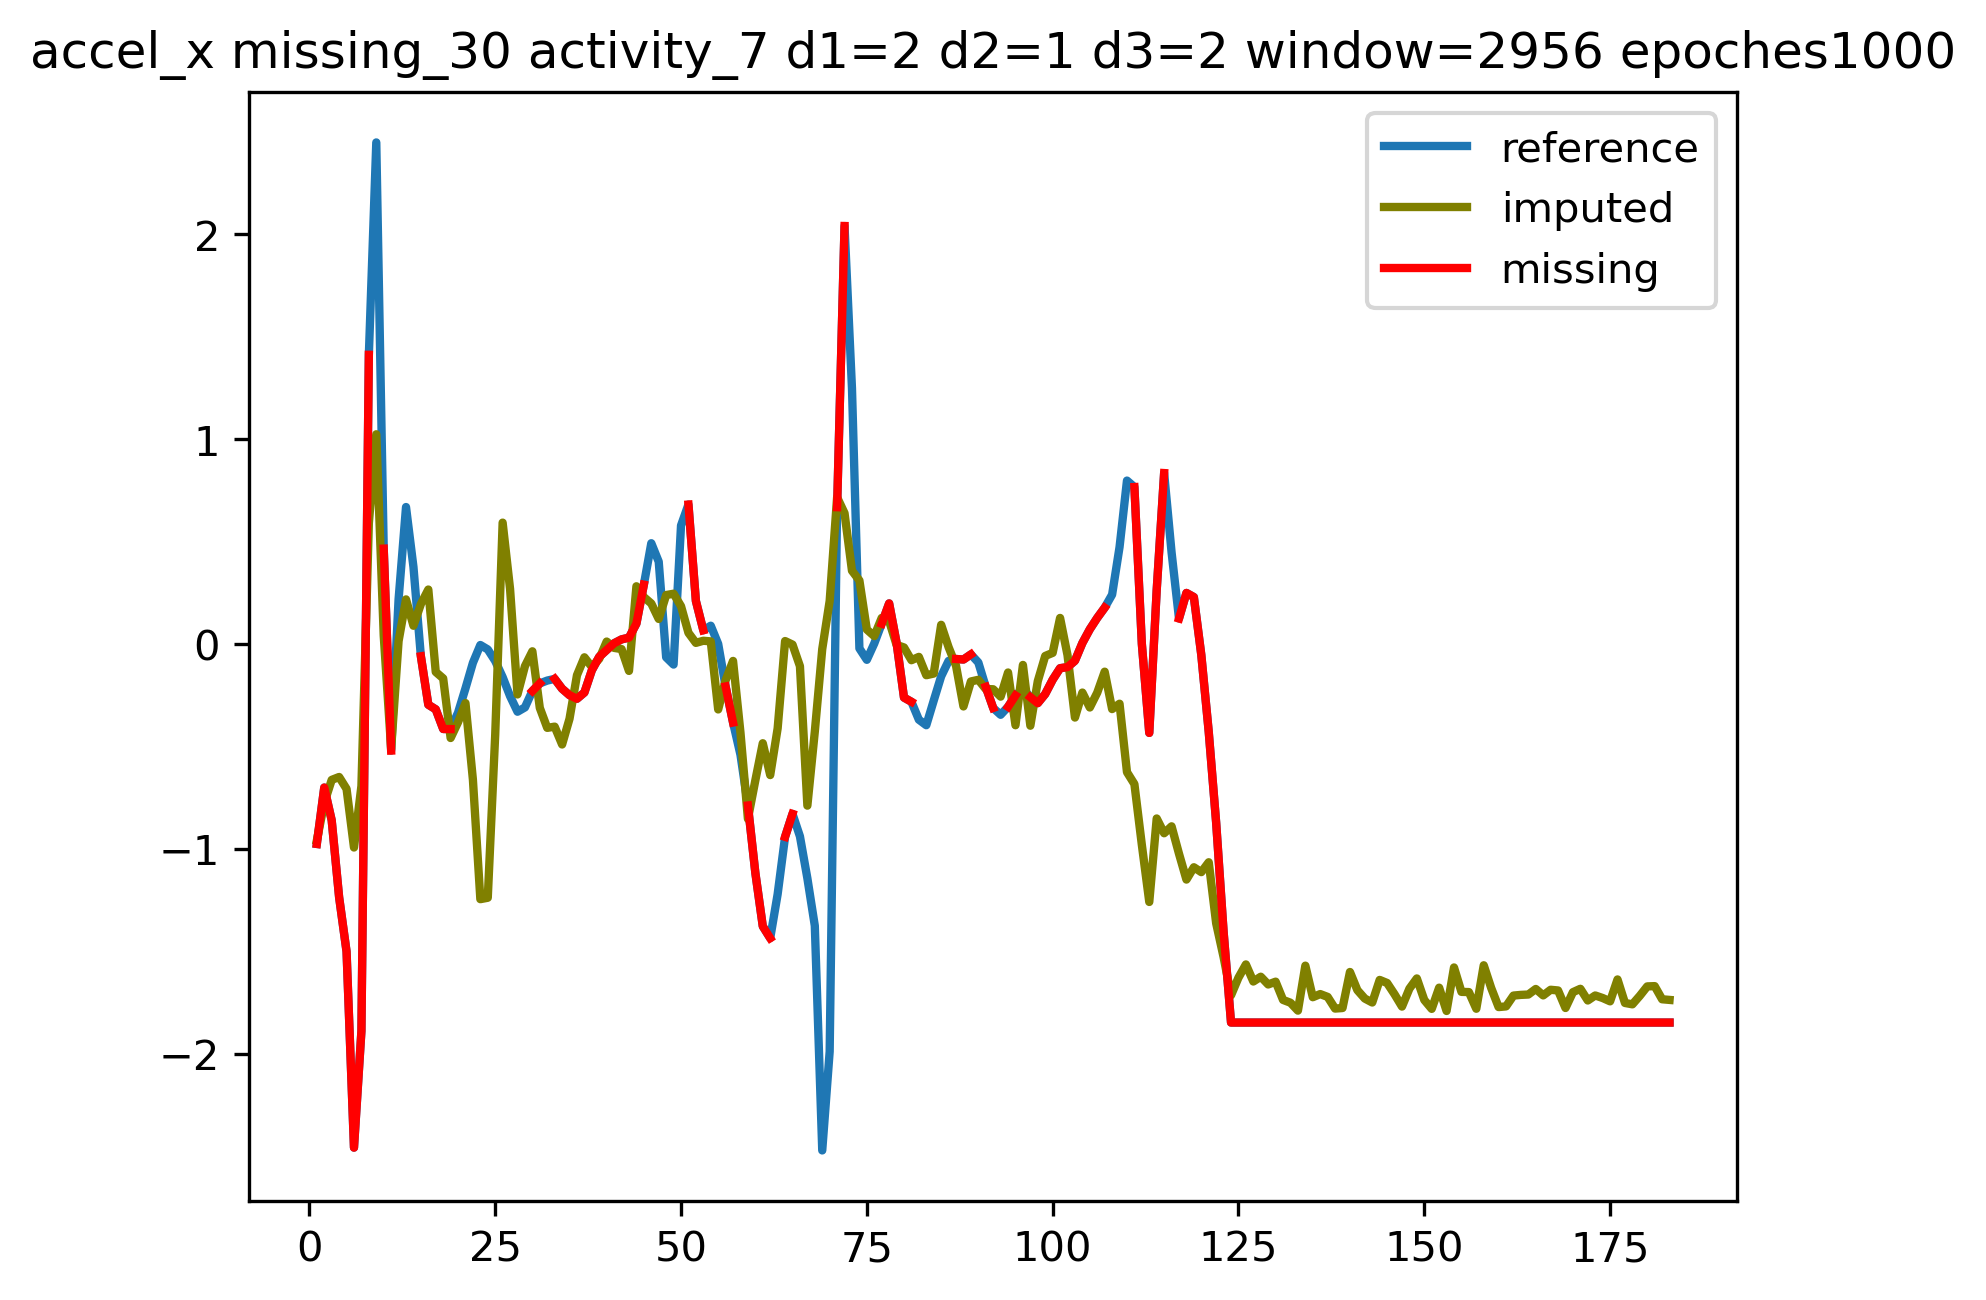 accel_x missing_30 activity_7 d1=2 d2=1 d3=2 window=2956 epoches1000
reference
imputed
missing
2
1
0
−1
−2
0 25 50 75 100 125 150 175